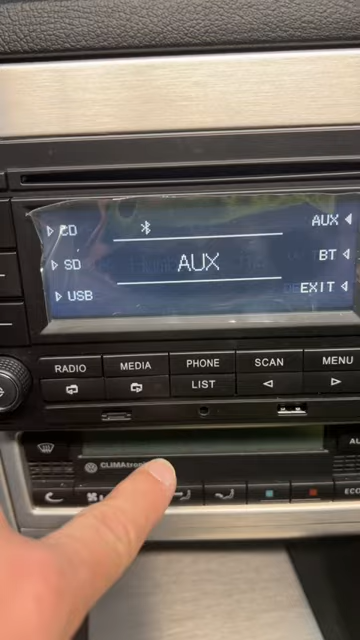 CD
AUX
SD
AUX
BT
USB
EXIT
RADIO
MEDIA
PHONE
SCAN
MENU
LIST
CLIMAtronic
ECO